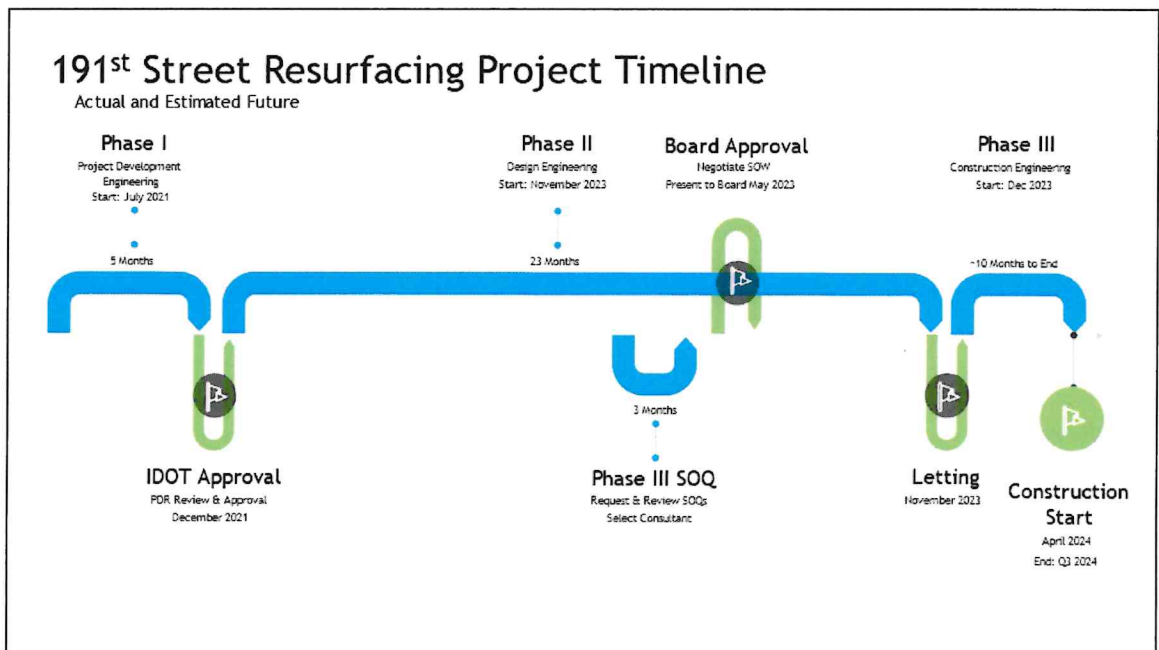 191st Street Resurfacing Project Timeline
Actual and Estimated Future
Phase I
Project Development
Engineering
Start: July 2021
5 Months
Phase II
Design Engineering
Start: November 2023
23 Months
Board Approval
Negotiate SOW
Present to Board May 2023
Phase III
Construction Engineering
Start: Dec 2023
~10 Months to End
IDOT Approval
PDR Review & Approval
December 2021
3 Months
Phase III SOQ
Request & Review SOQs
Select Consultant
Letting
November 2023
Construction
Start
April 2024
End: Q3 2024